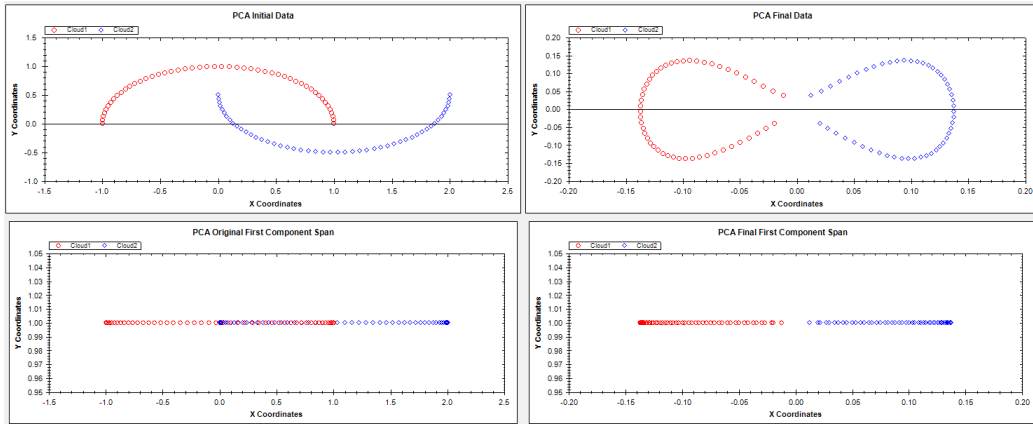 PCA Initial Data
Cloud1 Cloud2
1.5
1.0
0.5
0.0
-0.5
-1.0
Y Coordinates
-1.5 -1.0 -0.5 0.0 0.5 1.0 1.5 2.0 2.5
X Coordinates
PCA Final Data
Cloud1 Cloud2
0.20
0.15
0.10
0.05
0.00
-0.05
-0.10
-0.15
-0.20
Y Coordinates
-0.20 -0.15 -0.10 -0.05 0.00 0.05 0.10 0.15 0.20
X Coordinates
PCA Original First Component Span
Cloud1 Cloud2
1.05
1.04
1.03
1.02
1.01
1.00
0.99
0.98
0.97
0.96
0.95
Y Coordinates
-1.5 -1.0 -0.5 0.0 0.5 1.0 1.5 2.0 2.5
X Coordinates
PCA Final First Component Span
Cloud1 Cloud2
1.05
1.04
1.03
1.02
1.01
1.00
0.99
0.98
0.97
0.96
0.95
Y Coordinates
-0.20 -0.15 -0.10 -0.05 0.00 0.05 0.10 0.15 0.20
X Coordinates